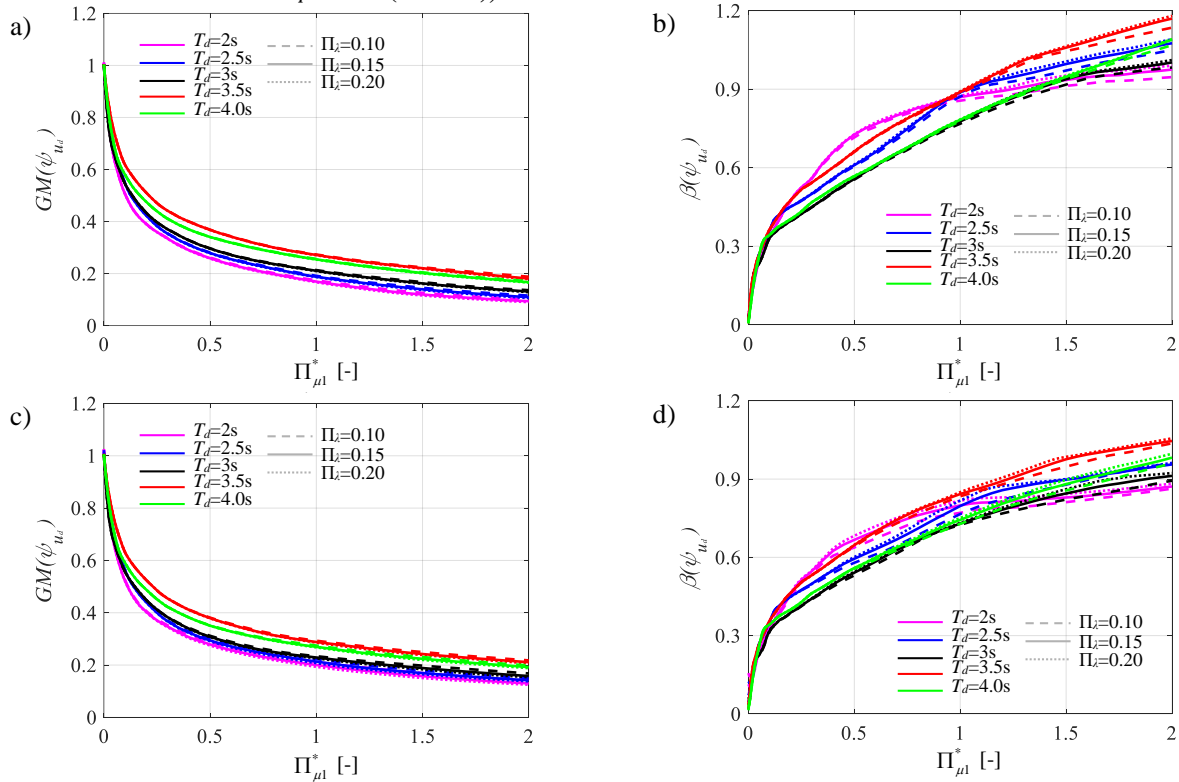 a)
1.2
1
0.8
0.6
0.4
0.2
0
GM(ψ_{u_d})
T_d=2s
T_d=2.5s
T_d=3s
T_d=3.5s
T_d=4.0s
Π_λ=0.10
Π_λ=0.15
Π_λ=0.20
0 0.5 1 1.5 2
Π*_{μ1} [-]
b)
1.2
0.9
0.6
0.3
0
β(ψ_{u_d})
T_d=2s
T_d=2.5s
T_d=3s
T_d=3.5s
T_d=4.0s
Π_λ=0.10
Π_λ=0.15
Π_λ=0.20
0 0.5 1 1.5 2
Π*_{μ1} [-]
c)
1.2
1
0.8
0.6
0.4
0.2
0
GM(ψ_{u_d})
T_d=2s
T_d=2.5s
T_d=3s
T_d=3.5s
T_d=4.0s
Π_λ=0.10
Π_λ=0.15
Π_λ=0.20
0 0.5 1 1.5 2
Π*_{μ1} [-]
d)
1.2
0.9
0.6
0.3
0
β(ψ_{u_d})
T_d=2s
T_d=2.5s
T_d=3s
T_d=3.5s
T_d=4.0s
Π_λ=0.10
Π_λ=0.15
Π_λ=0.20
0 0.5 1 1.5 2
Π*_{μ1} [-]